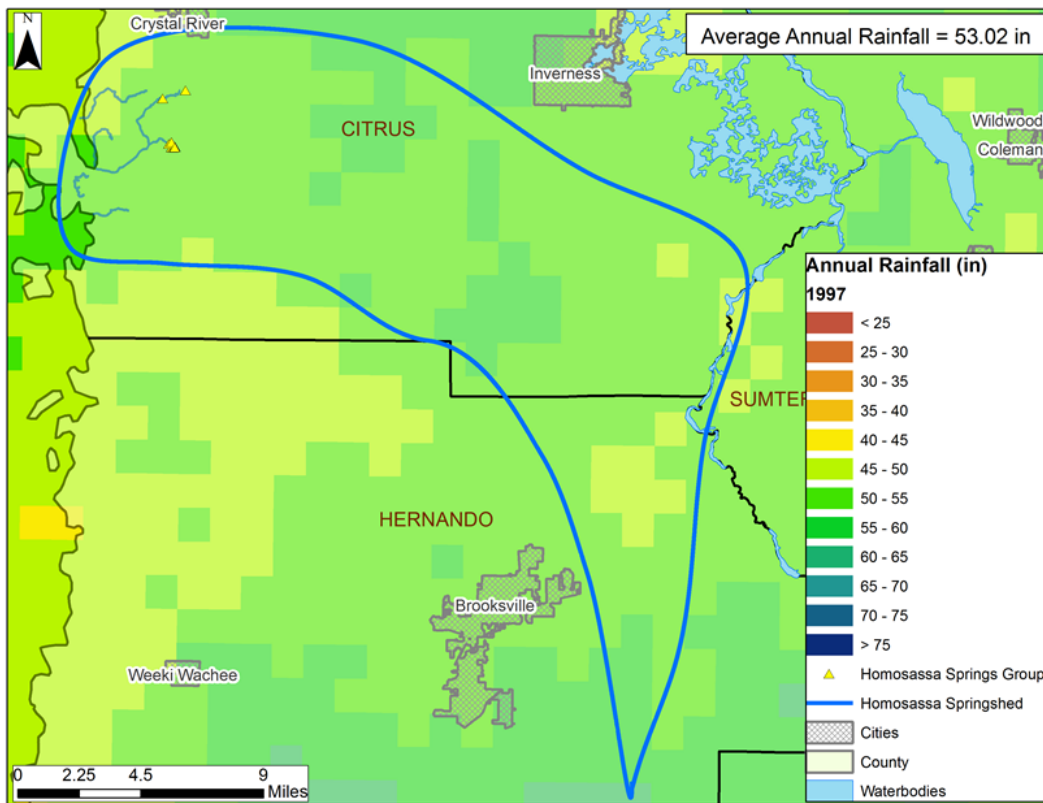 N
Crystal River
Average Annual Rainfall = 53.02 in
Inverness
CITRUS
Wildwood
Coleman
Annual Rainfall (in)
1997
< 25
25 - 30
30 - 35
35 - 40
40 - 45
45 - 50
50 - 55
55 - 60
60 - 65
65 - 70
70 - 75
> 75
Homosassa Springs Group
Homosassa Springshed
Cities
County
Waterbodies
SUMTER
HERNANDO
Brooksville
Weeki Wachee
0 2.25 4.5 9
Miles